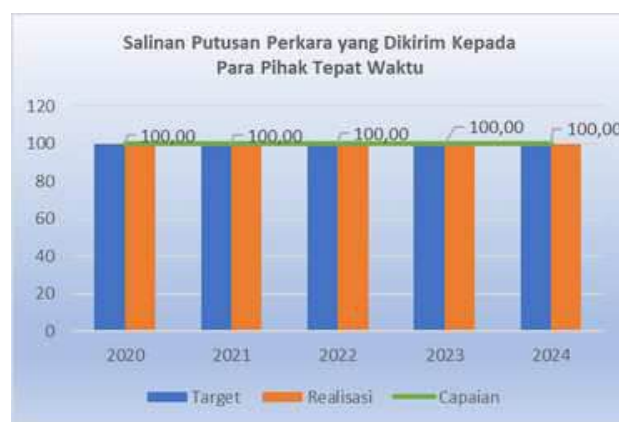 Salinan Putusan Perkara yang Dikirim Kepada
Para Pihak Tepat Waktu
120
100
80
60
40
20
0
100,00 100,00 100,00 100,00 100,00
2020 2021 2022 2023 2024
Target Realisasi Capaian